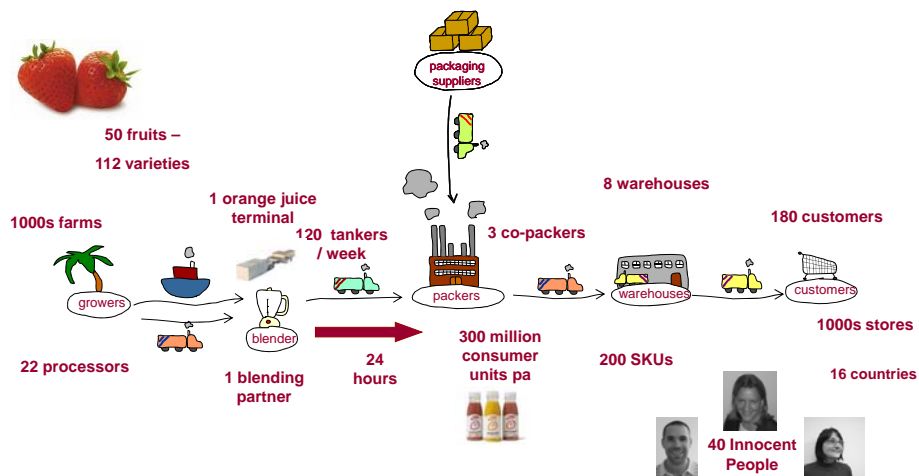 packaging
suppliers
50 fruits –
112 varieties
8 warehouses
1 orange juice
terminal
1000s farms
120 tankers
/ week
3 co-packers
180 customers
growers
blender
packers
warehouses
customers
22 processors
1 blending
partner
24
hours
300 million
consumer
units pa
200 SKUs
1000s stores
16 countries
40 Innocent
People